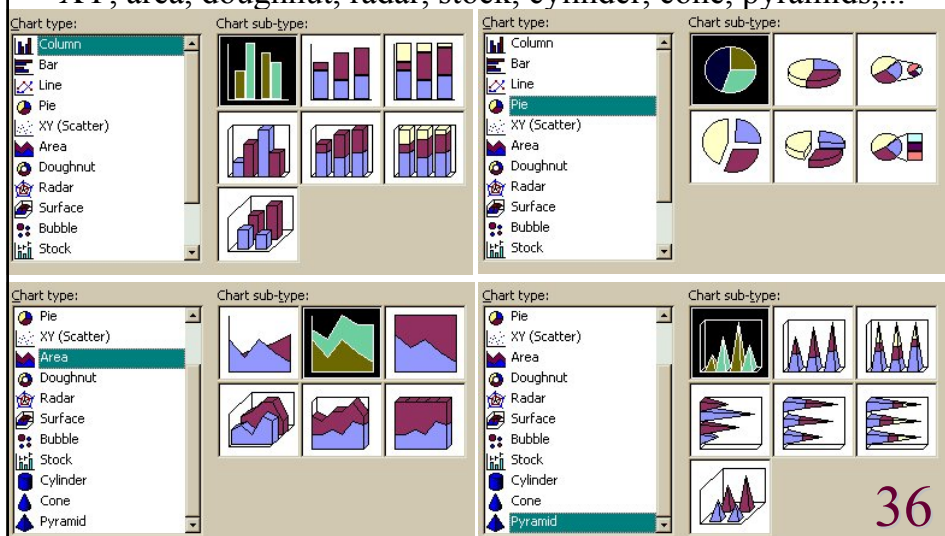 XY, area, doughnut, radar, stock, cylinder, cone, pyramids,...
Chart type:
Column
Bar
Line
Pie
XY (Scatter)
Area
Doughnut
Radar
Surface
Bubble
Stock
Chart sub-type:
Chart type:
Column
Bar
Line
Pie
XY (Scatter)
Area
Doughnut
Radar
Surface
Bubble
Stock
Chart sub-type:
Chart type:
Pie
XY (Scatter)
Area
Doughnut
Radar
Surface
Bubble
Stock
Cylinder
Cone
Pyramid
Chart sub-type:
Chart type:
Pie
XY (Scatter)
Area
Doughnut
Radar
Surface
Bubble
Stock
Cylinder
Cone
Pyramid
Chart sub-type:
36